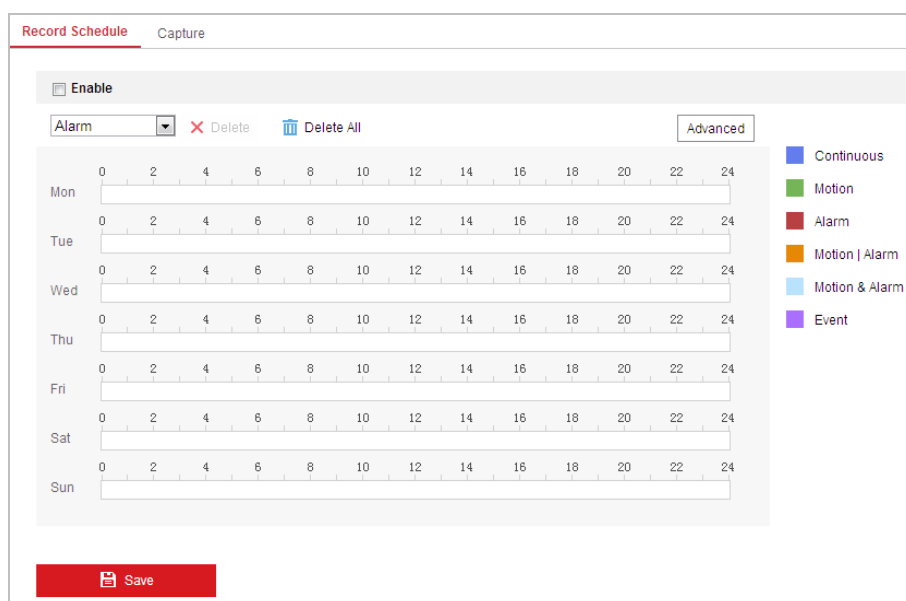 Record Schedule Capture
Enable
Alarm Delete Delete All Advanced
0 2 4 6 8 10 12 14 16 18 20 22 24
Mon
0 2 4 6 8 10 12 14 16 18 20 22 24
Tue
0 2 4 6 8 10 12 14 16 18 20 22 24
Wed
0 2 4 6 8 10 12 14 16 18 20 22 24
Thu
0 2 4 6 8 10 12 14 16 18 20 22 24
Fri
0 2 4 6 8 10 12 14 16 18 20 22 24
Sat
0 2 4 6 8 10 12 14 16 18 20 22 24
Sun
Continuous
Motion
Alarm
Motion | Alarm
Motion & Alarm
Event
Save